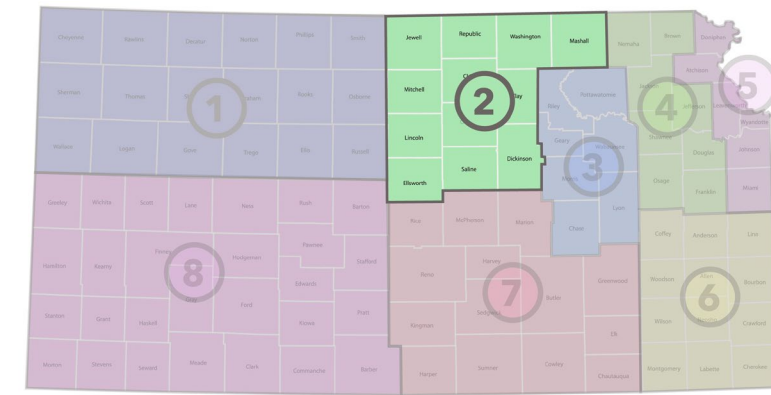 Cheyenne Rawlins Decatur Norton Phillips Smith Jewell Republic Washington Mashall Nemaha Brown Doniphan
Sherman Thomas Rooks Osborne Mitchell Riley Pottawatomie Atchison
1 2 4 5
Lincoln Geary 3 Wyandotte
Wallace Logan Gove Trego Ellis Russell Saline Dickinson Morris Douglas Johnson
Ellsworth Osage Franklin Miami
Greeley Wichita Scott Lane Ness Rush Barton Rice McPherson Marion Chase Lyon Coffey Anderson Linn
Pawnee
Hamilton Kearny Hodgeman Stafford Reno Harvey Greenwood Woodson Allen Bourbon
8 Edwards 7 Butler 6
Stanton Grant Haskell Ford Kiowa Pratt Kingman Sedgwick Elk Wilson Crawford
Morton Stevens Seward Meade Clark Commanche Barber Harper Sumner Cowley Chautauqua Montgomery Labette Cherokee